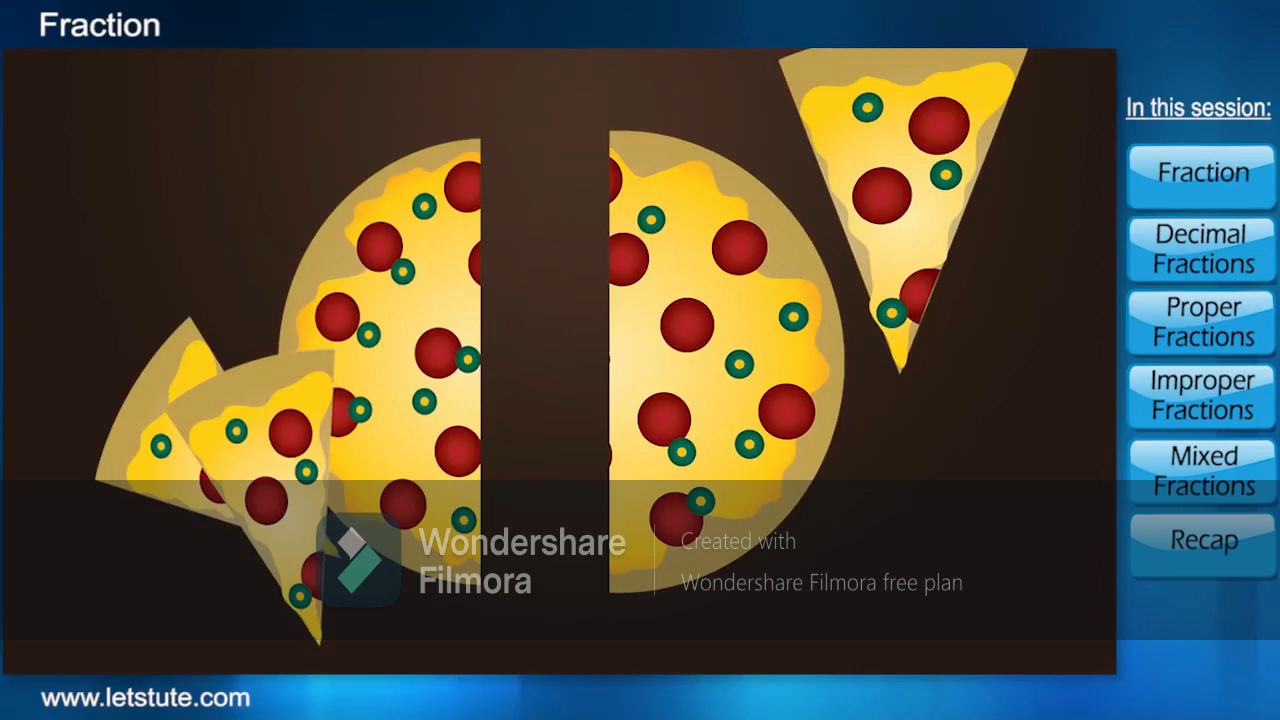 Fraction
In this session:
Fraction
Decimal
Fractions
Proper
Fractions
Improper
Fractions
Mixed
Fractions
Recap
Wondershare
Filmora
Created with
Wondershare Filmora free plan
www.letstute.com